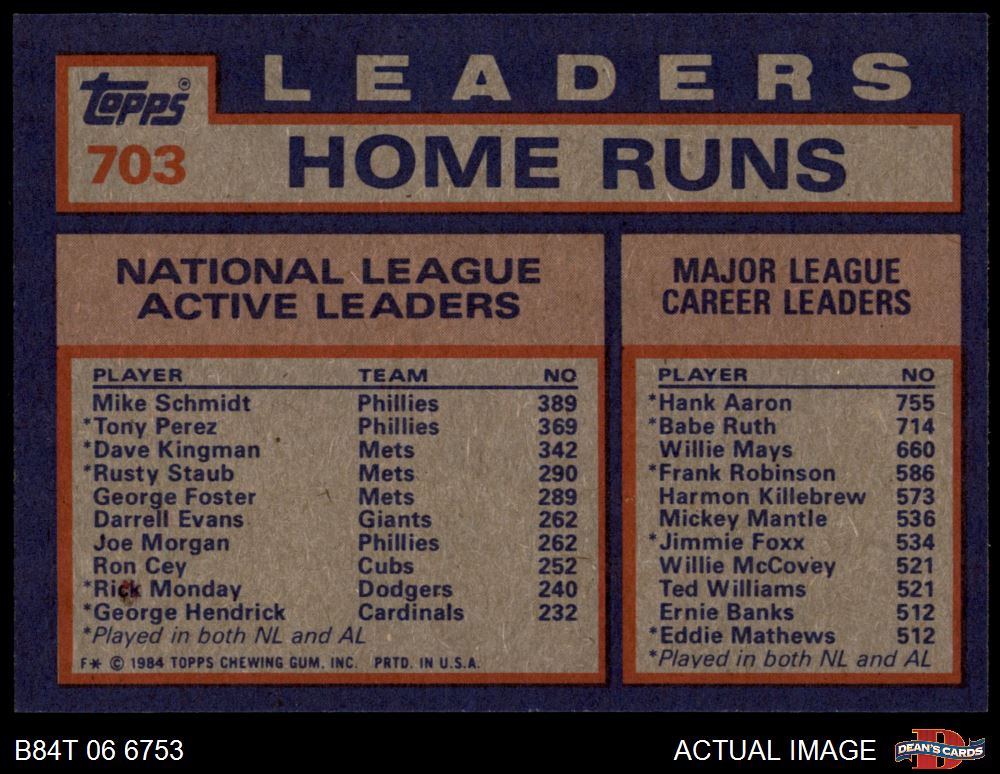 LEADERS
Topps®
703
HOME RUNS
NATIONAL LEAGUE
ACTIVE LEADERS
PLAYER TEAM NO
Mike Schmidt Phillies 389
*Tony Perez Phillies 369
*Dave Kingman Mets 342
*Rusty Staub Mets 290
George Foster Mets 289
Darrell Evans Giants 262
Joe Morgan Phillies 262
Ron Cey Cubs 252
*Rick Monday Dodgers 240
*George Hendrick Cardinals 232
*Played in both NL and AL
F* © 1984 TOPPS CHEWING GUM, INC. PRTD. IN U.S.A.
MAJOR LEAGUE
CAREER LEADERS
PLAYER NO
*Hank Aaron 755
*Babe Ruth 714
Willie Mays 660
*Frank Robinson 586
Harmon Killebrew 573
Mickey Mantle 536
*Jimmie Foxx 534
Willie McCovey 521
Ted Williams 521
Ernie Banks 512
*Eddie Mathews 512
*Played in both NL and AL
B84T 06 6753
ACTUAL IMAGE
D
DEAN'S CARDS